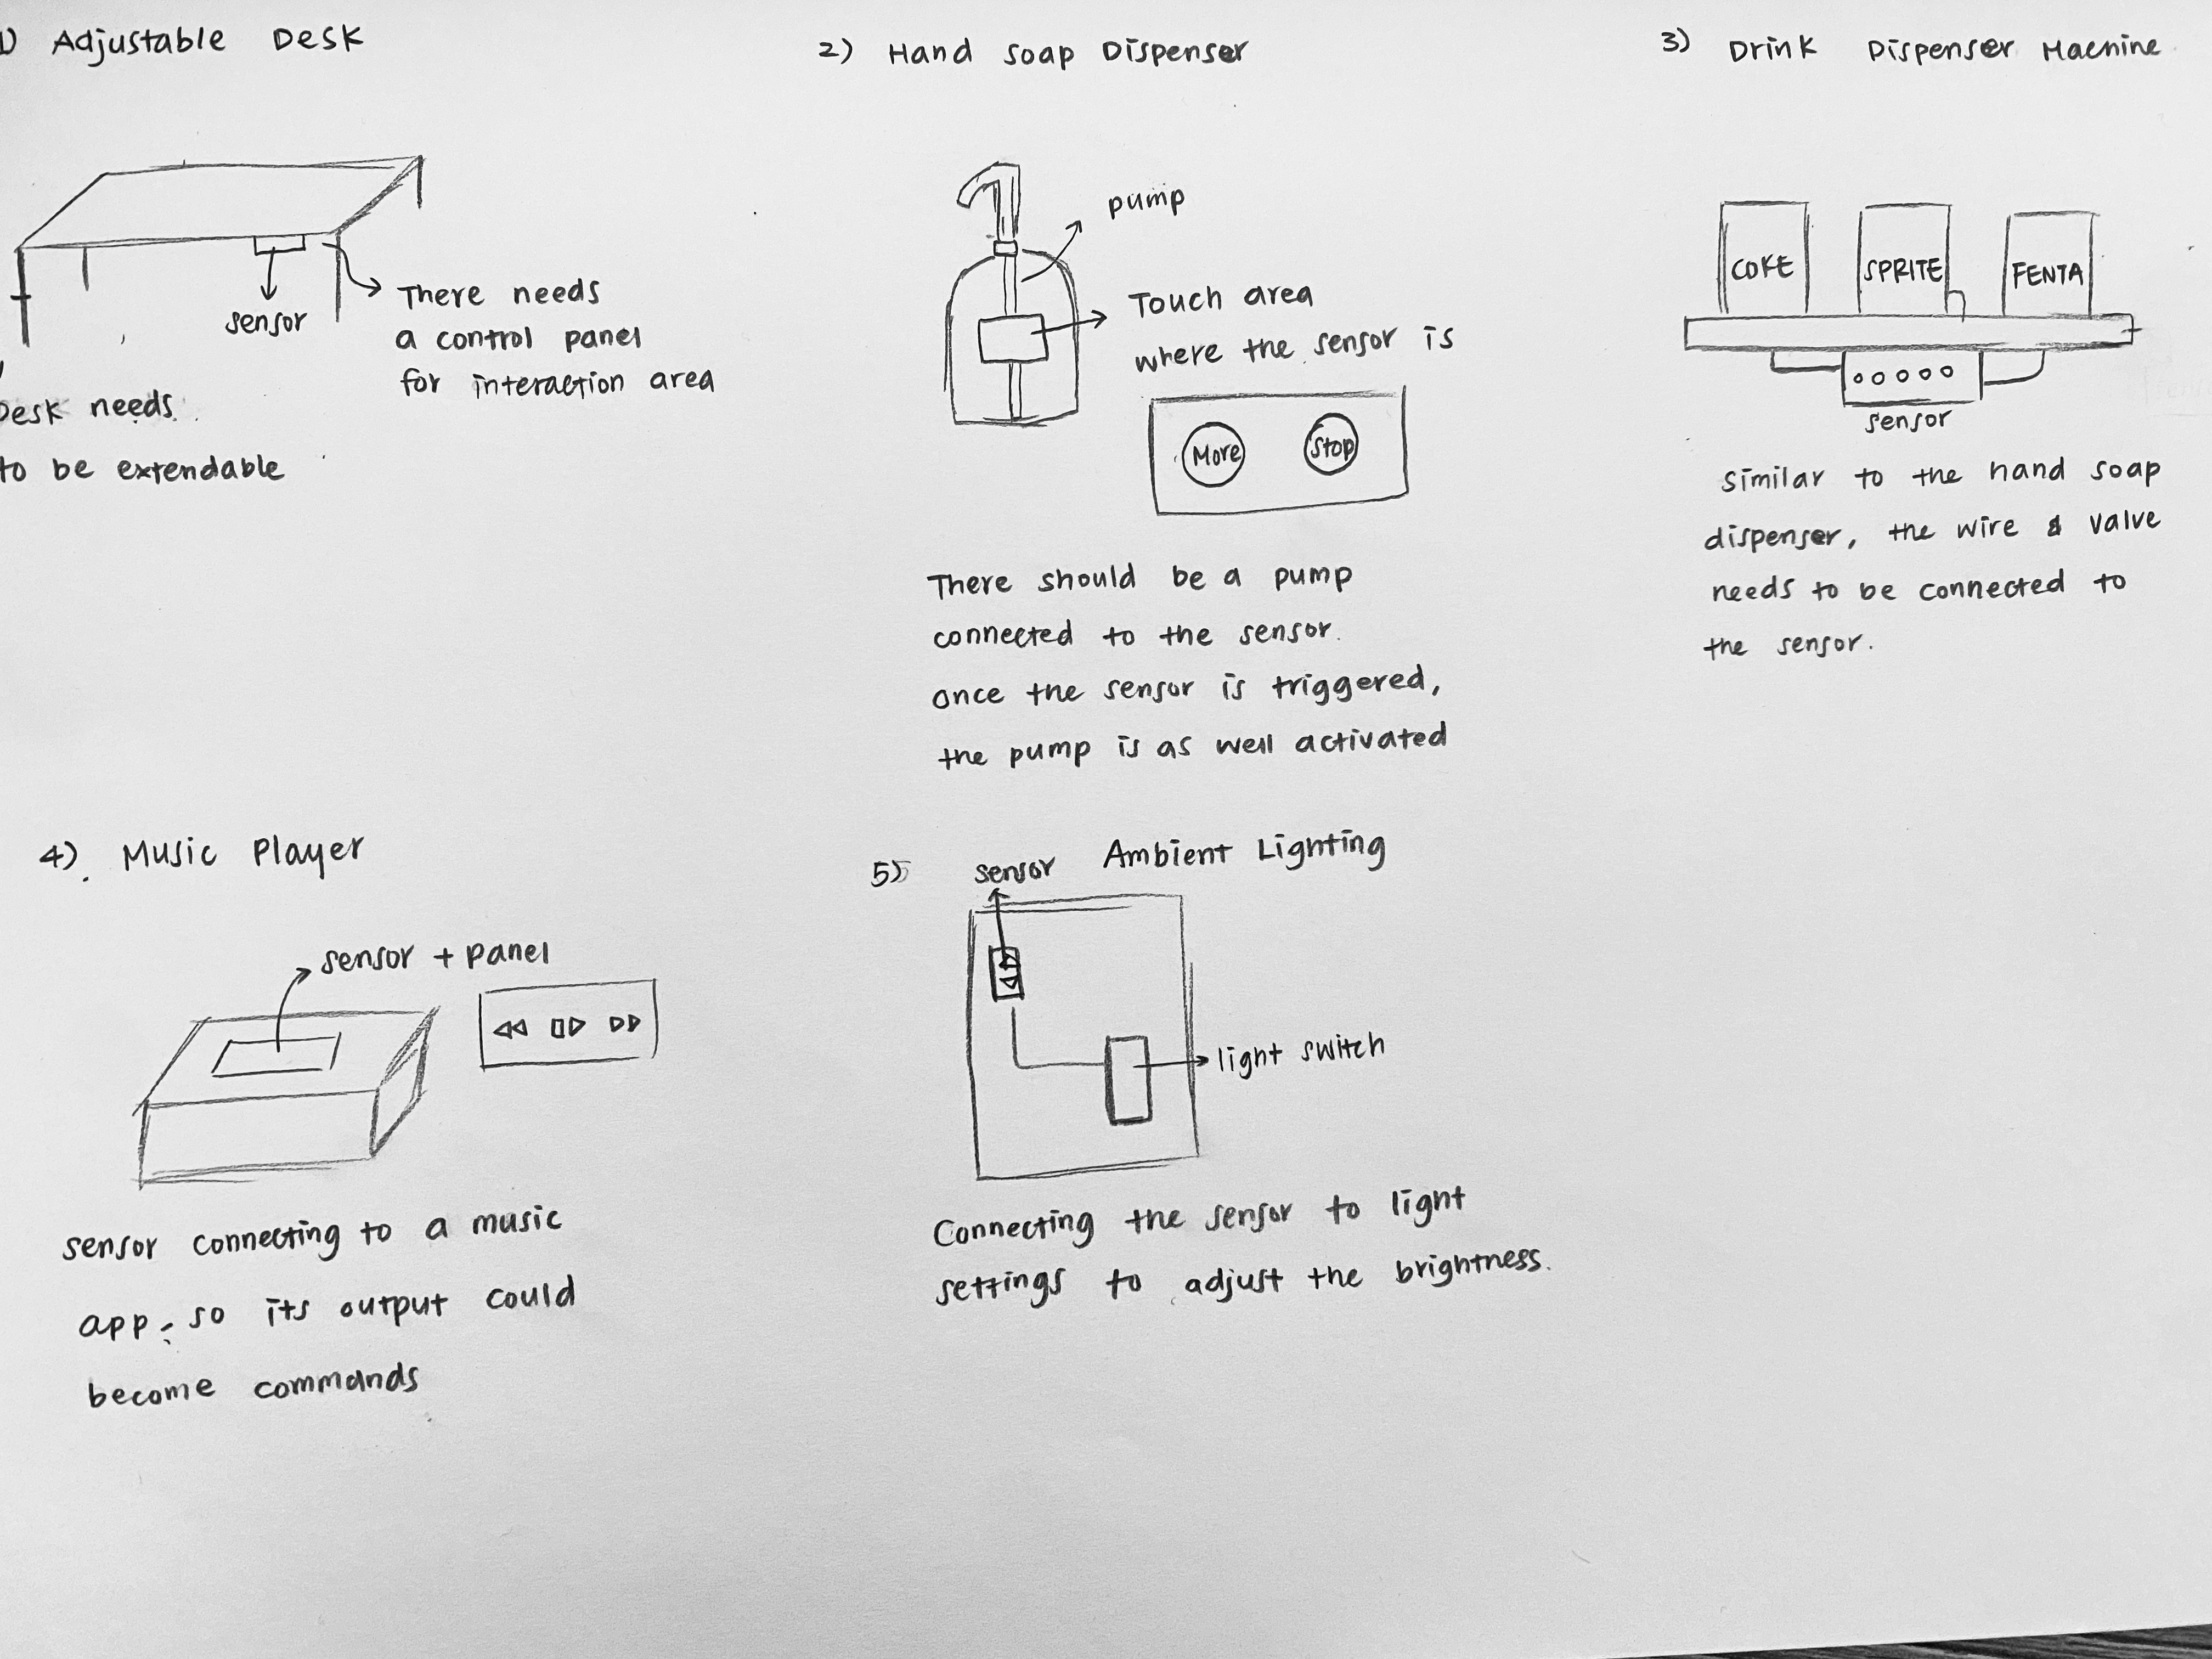 1) Adjustable Desk
sensor
There needs
a control panel
for interaction area
Desk needs
to be extendable
2) Hand Soap Dispenser
pump
Touch area
where the sensor is
More Stop
There should be a pump
connected to the sensor.
once the sensor is triggered,
the pump is as well activated
3) Drink Dispenser Machine
COKE SPRITE FENTA
sensor
similar to the hand soap
dispenser, the wire & valve
needs to be connected to
the sensor.
4) Music Player
sensor + panel
sensor connecting to a music
app, so its output could
become commands
5) Ambient Lighting
sensor
light switch
Connecting the sensor to light
settings to adjust the brightness.